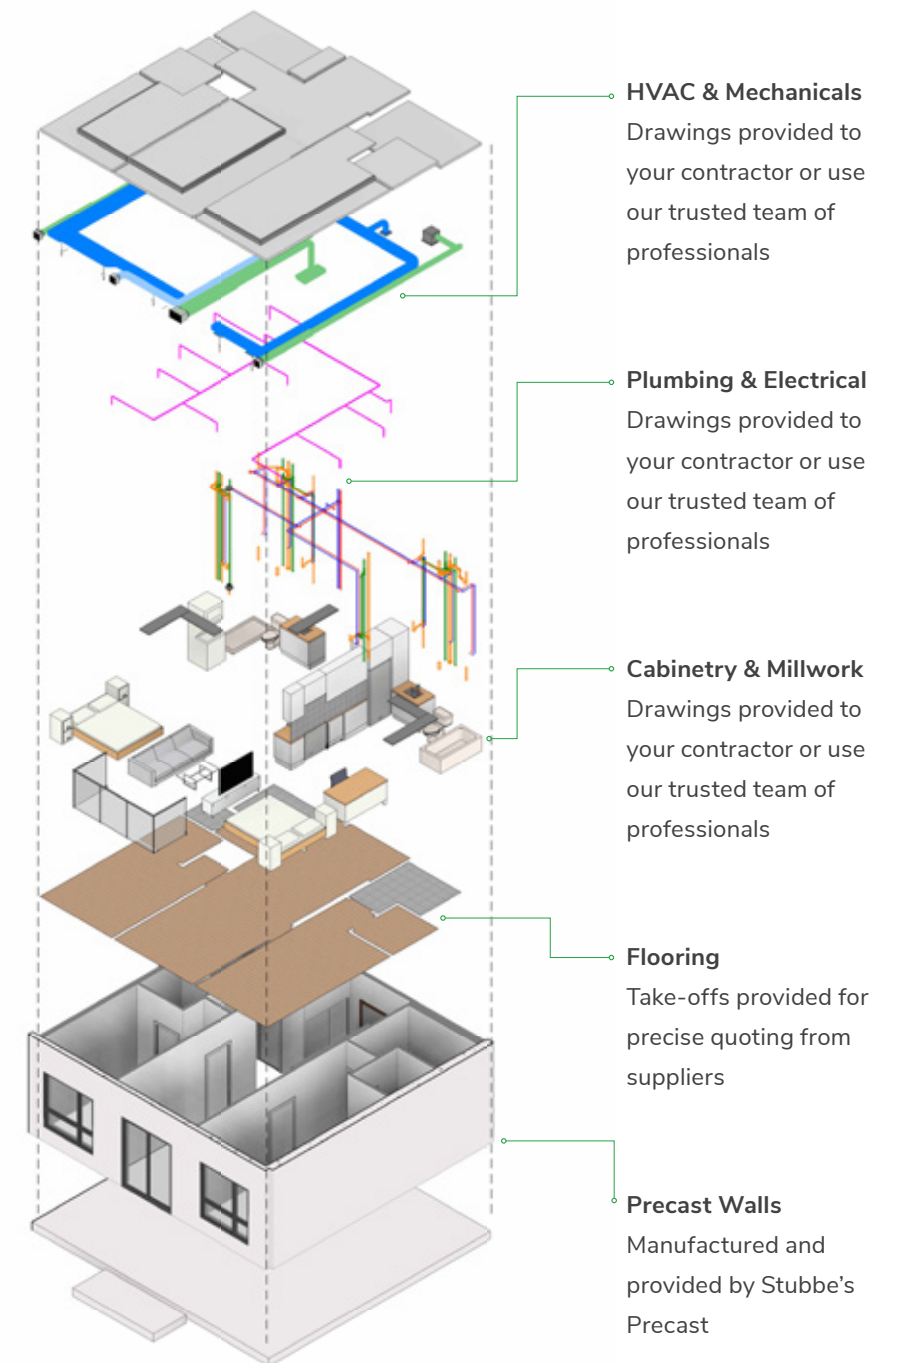 HVAC & Mechanicals
Drawings provided to
your contractor or use
our trusted team of
professionals
Plumbing & Electrical
Drawings provided to
your contractor or use
our trusted team of
professionals
Cabinetry & Millwork
Drawings provided to
your contractor or use
our trusted team of
professionals
Flooring
Take-offs provided for
precise quoting from
suppliers
Precast Walls
Manufactured and
provided by Stubbe’s
Precast